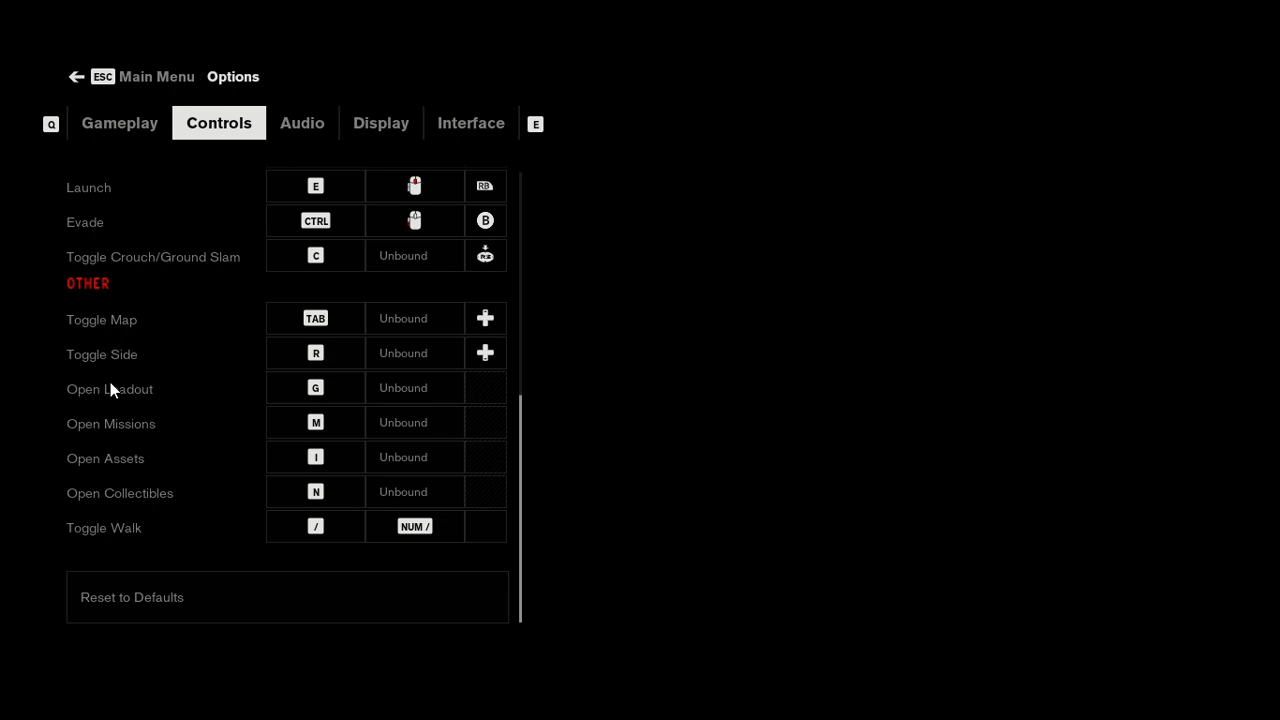 ESC Main Menu Options
Q Gameplay Controls Audio Display Interface E
Launch E RB
Evade CTRL B
Toggle Crouch/Ground Slam C Unbound
OTHER
Toggle Map TAB Unbound
Toggle Side R Unbound
Open Loadout G Unbound
Open Missions M Unbound
Open Assets I Unbound
Open Collectibles N Unbound
Toggle Walk / NUM /
Reset to Defaults